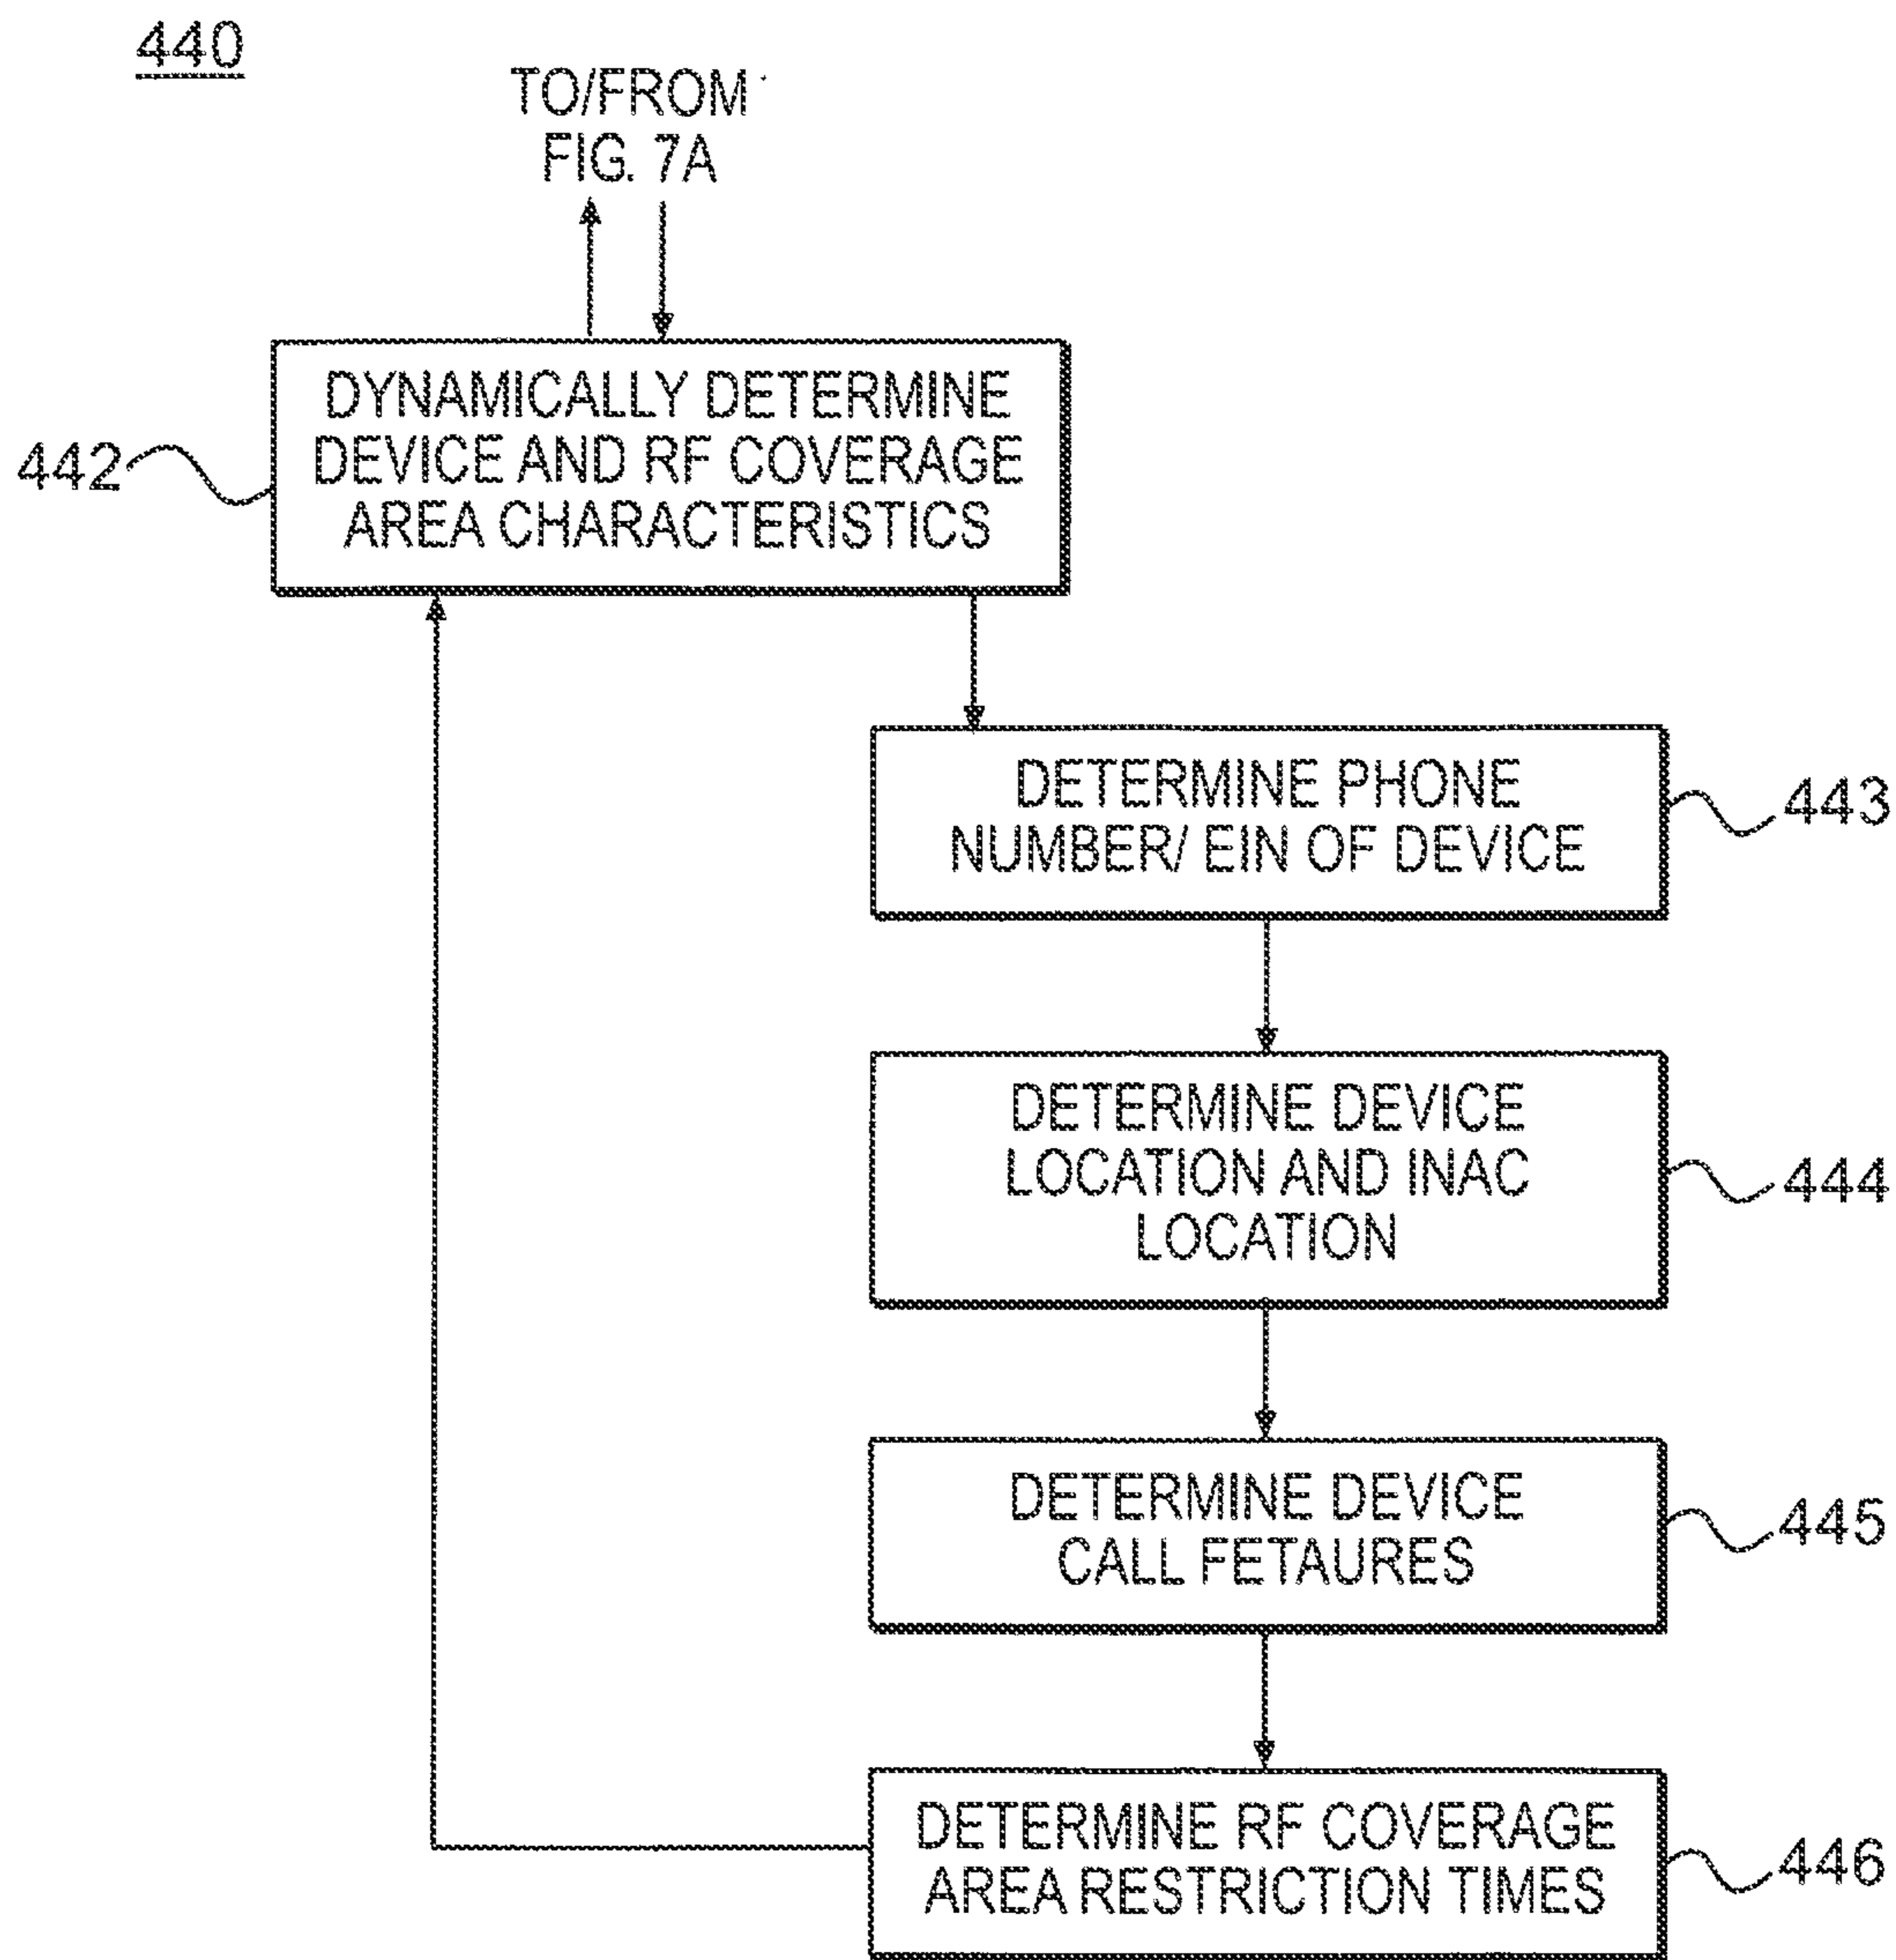 440
TO/FROM
FIG. 7A
DYNAMICALLY DETERMINE
DEVICE AND RF COVERAGE
AREA CHARACTERISTICS
442
DETERMINE PHONE
NUMBER/ EIN OF DEVICE
443
DETERMINE DEVICE
LOCATION AND INAC
LOCATION
444
DETERMINE DEVICE
CALL FETAURES
445
DETERMINE RF COVERAGE
AREA RESTRICTION TIMES
446